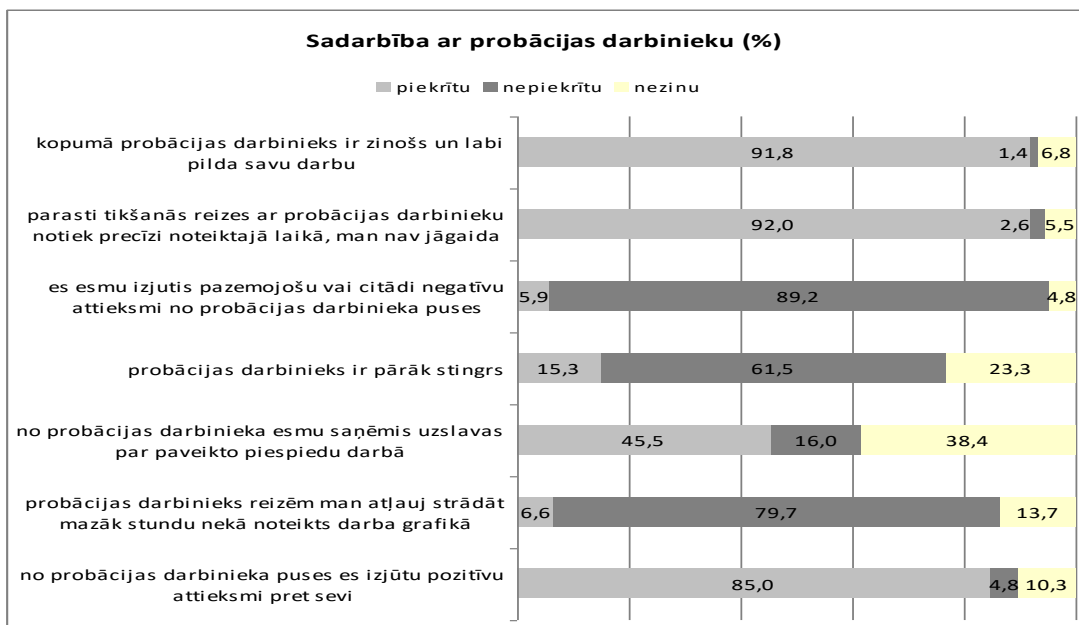 Sadarbība ar probācijas darbinieku (%)
piekrītu nepiekrītu nezinu
kopumā probācijas darbinieks ir zinošs un labi
pilda savu darbu
91,8 1,4 6,8
parasti tikšanās reizes ar probācijas darbinieku
notiek precīzi noteiktajā laikā, man nav jāgaida
92,0 2,6 5,5
es esmu izjutis pazemojošu vai citādi negatīvu
attieksmi no probācijas darbinieka puses
5,9 89,2 4,8
probācijas darbinieks ir pārāk stingrs
15,3 61,5 23,3
no probācijas darbinieka esmu saņēmis uzslavas
par paveikto piespiedu darbā
45,5 16,0 38,4
probācijas darbinieks reizēm man atļauj strādāt
mazāk stundu nekā noteikts darba grafikā
6,6 79,7 13,7
no probācijas darbinieka puses es izjūtu pozitīvu
attieksmi pret sevi
85,0 4,8 10,3